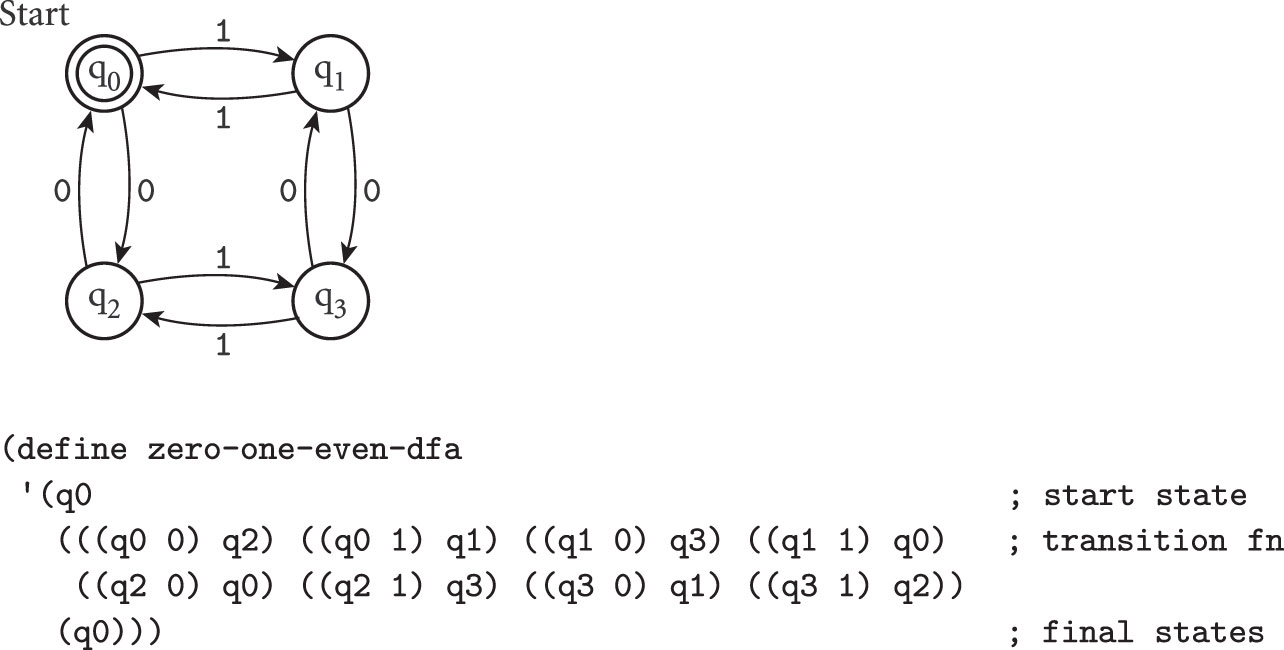 Start
1
q0 q1
1
0 0 0 0
1
q2 q3
1
(define zero-one-even-dfa
'(q0 ; start state
(((q0 0) q2) ((q0 1) q1) ((q1 0) q3) ((q1 1) q0) ; transition fn
((q2 0) q0) ((q2 1) q3) ((q3 0) q1) ((q3 1) q2))
(q0))) ; final states